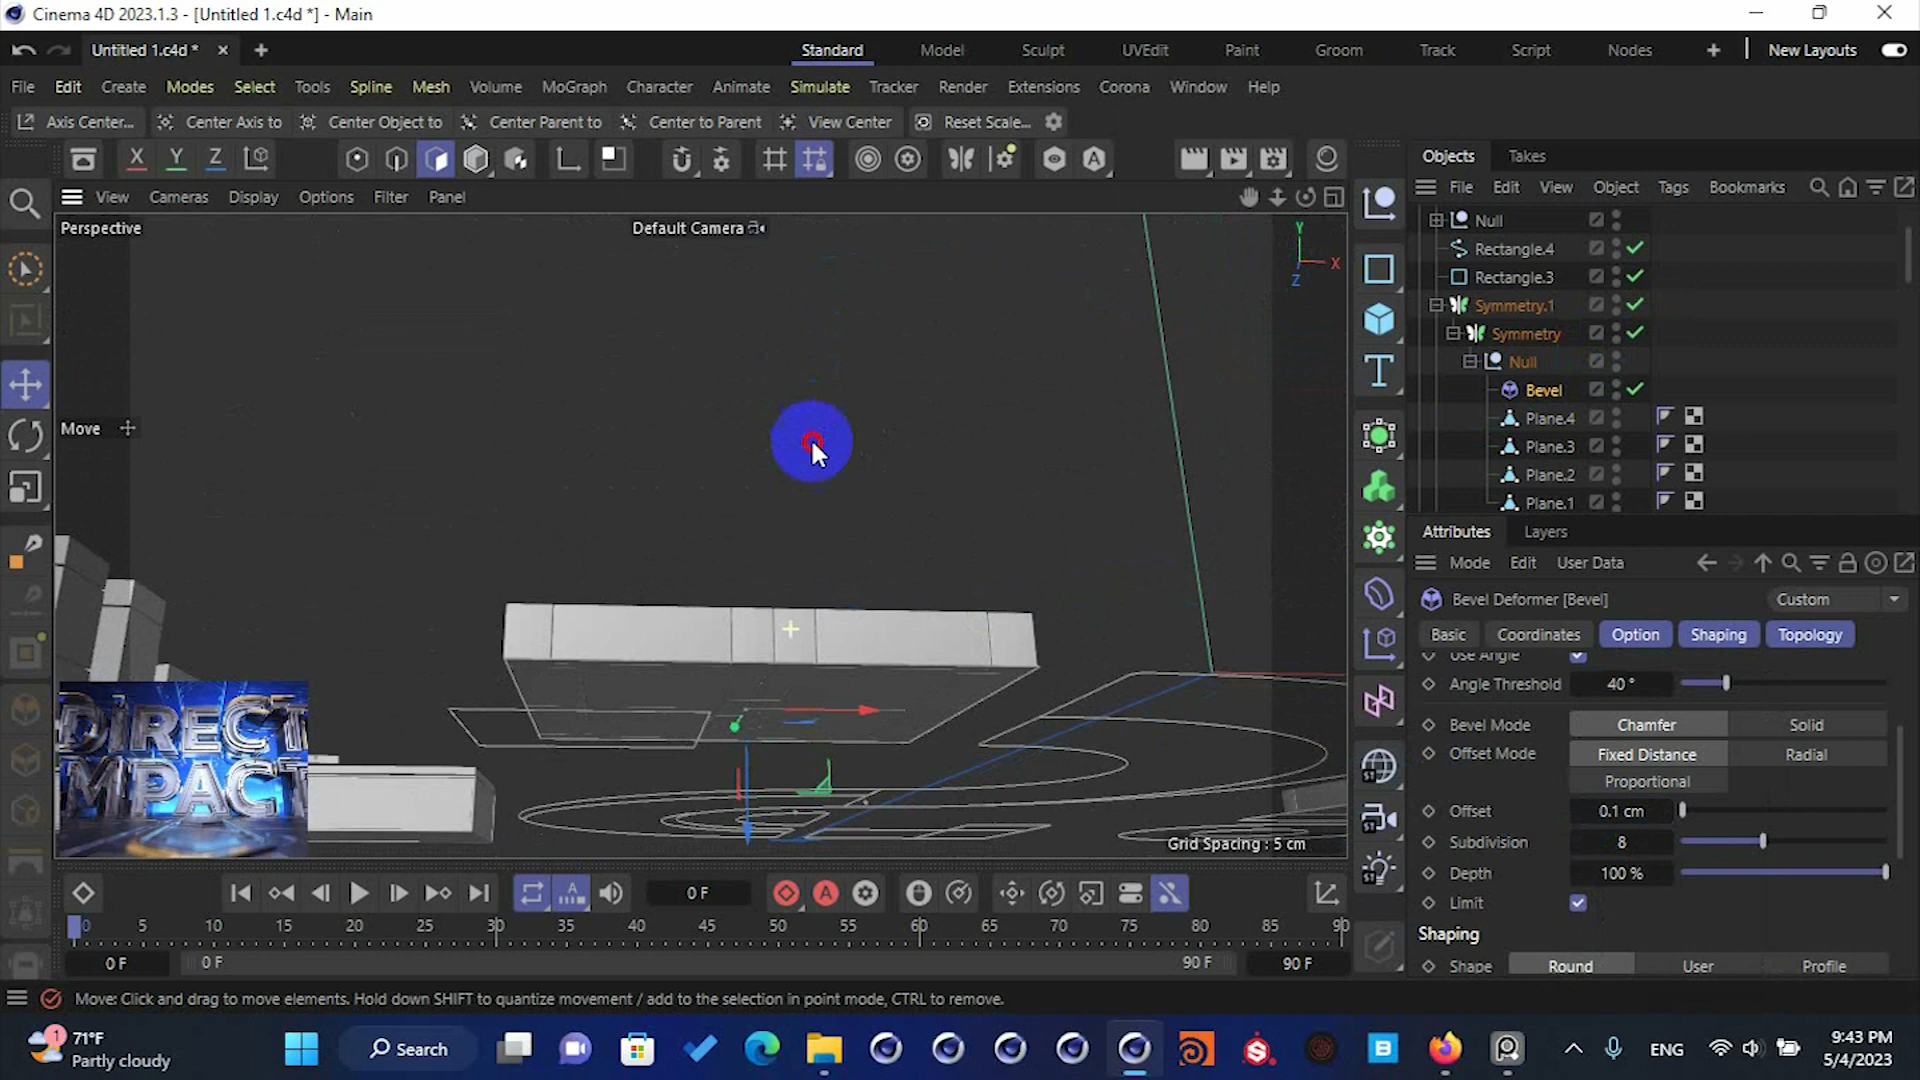 Cinema 4D 2023.1.3 - [Untitled 1.c4d *] - Main
Untitled 1.c4d *
Standard Model Sculpt UVEdit Paint Groom Track Script Nodes New Layouts
File Edit Create Modes Select Tools Spline Mesh Volume MoGraph Character Animate Simulate Tracker Render Extensions Corona Window Help
Axis Center... Center Axis to Center Object to Center Parent to Center to Parent View Center Reset Scale...
X Y Z
Objects Takes
File Edit View Object Tags Bookmarks
View Cameras Display Options Filter Panel
Perspective
Default Camera
Y
X
Z
Move
Null
Rectangle.4
Rectangle.3
Symmetry.1
Symmetry
Null
Bevel
Plane.4
Plane.3
Plane.2
Plane.1
Attributes Layers
Mode Edit User Data
Bevel Deformer [Bevel] Custom
Basic Coordinates Option Shaping Topology
Use Angle
Angle Threshold 40 °
Bevel Mode Chamfer Solid
Offset Mode Fixed Distance Radial
Proportional
Offset 0.1 cm
Subdivision 8
Depth 100 %
Limit
Shaping
Shape Round User Profile
DIRECT
IMPACT
Grid Spacing : 5 cm
0 F
0 5 10 15 20 25 30 35 40 45 50 55 60 65 70 75 80 85 90
0 F 0 F 90 F 90 F
Move: Click and drag to move elements. Hold down SHIFT to quantize movement / add to the selection in point mode, CTRL to remove.
1
71°F
Partly cloudy
Search
ENG
9:43 PM
5/4/2023